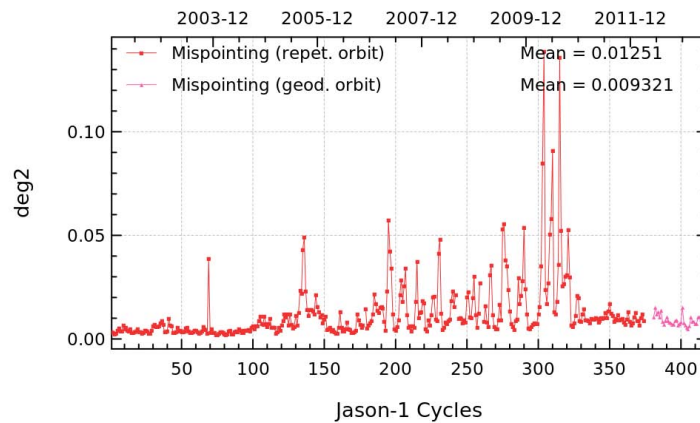 2003-12 2005-12 2007-12 2009-12 2011-12
Mispointing (repet. orbit) Mean = 0.01251
Mispointing (geod. orbit) Mean = 0.009321
0.10
0.05
0.00
deg2
50 100 150 200 250 300 350 400
Jason-1 Cycles